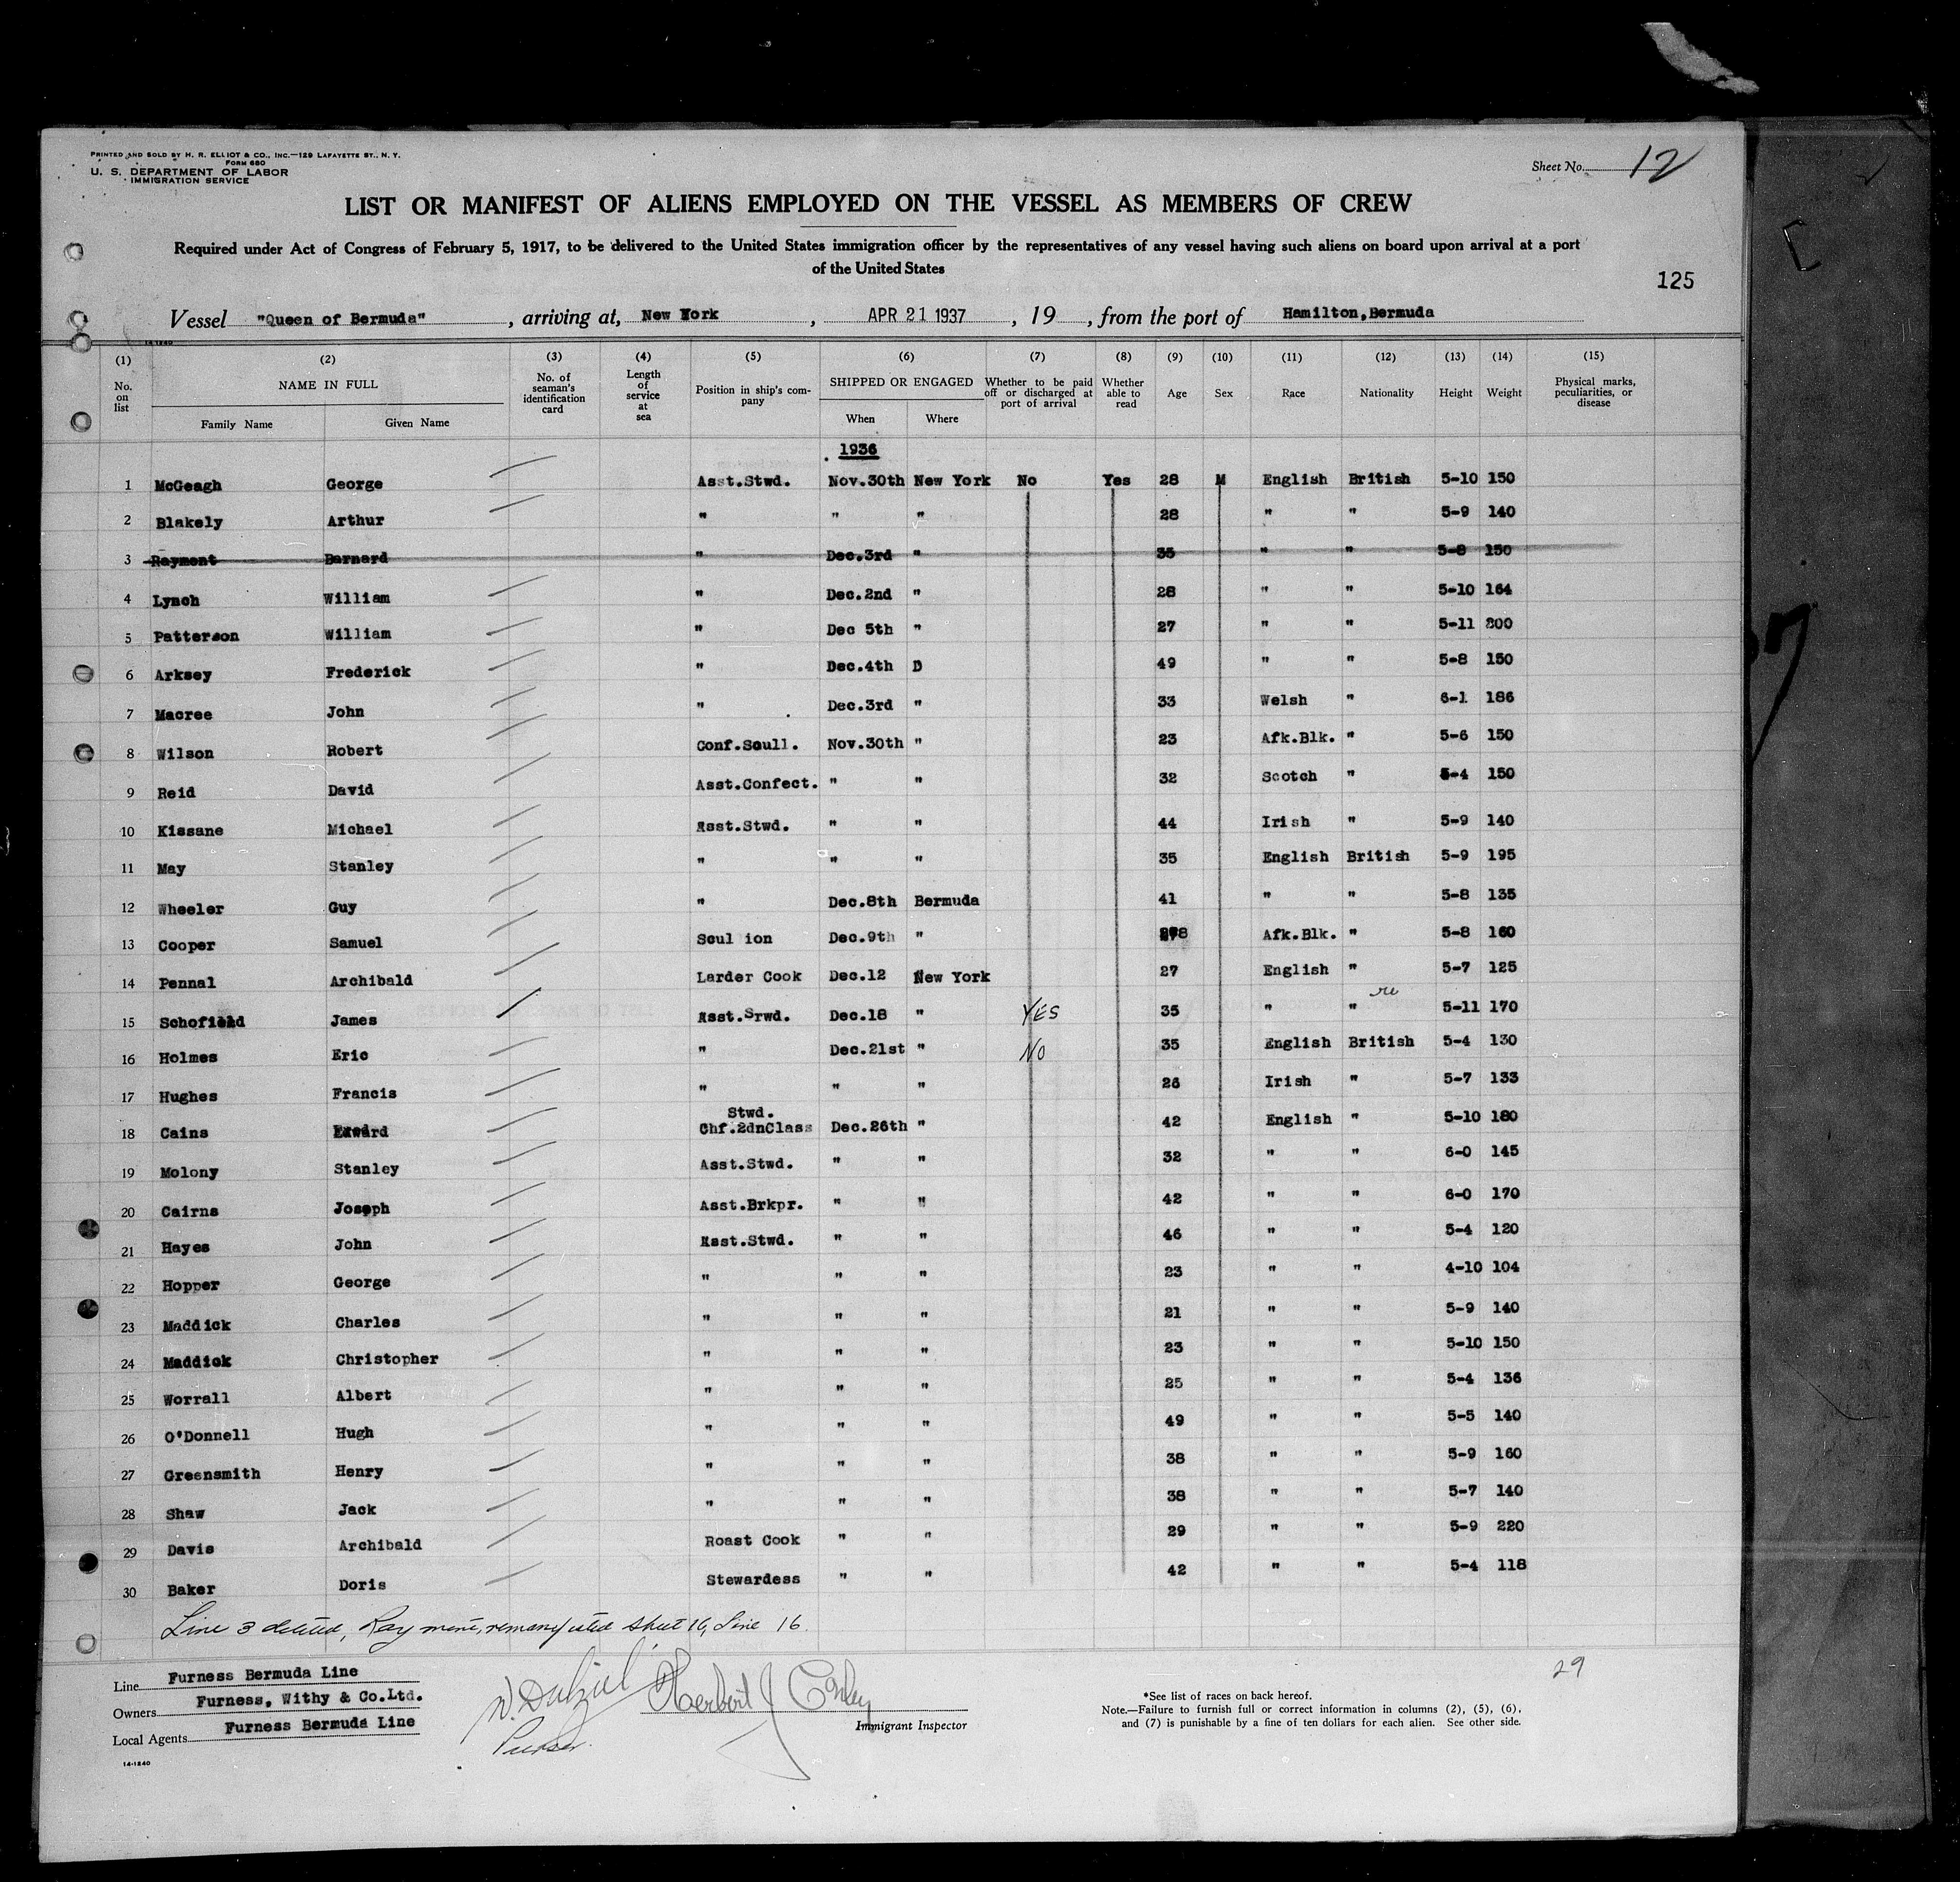 PRINTED AND SOLD BY H. R. ELLIOT & CO., INC.—129 LAFAYETTE ST., N. Y.
FORM 680
U. S. DEPARTMENT OF LABOR
IMMIGRATION SERVICE
Sheet No. 12
LIST OR MANIFEST OF ALIENS EMPLOYED ON THE VESSEL AS MEMBERS OF CREW
Required under Act of Congress of February 5, 1917, to be delivered to the United States immigration officer by the representatives of any vessel having such aliens on board upon arrival at a port
of the United States
125
Vessel "Queen of Bermuda", arriving at, New York, APR 21 1937, 19 , from the port of Hamilton,Bermuda
14-1240
(1) (2) (3) (4) (5) (6) (7) (8) (9) (10) (11) (12) (13) (14) (15)
No. on list NAME IN FULL Family Name Given Name No. of seaman's identification card Length of service at sea Position in ship's company SHIPPED OR ENGAGED When Where Whether to be paid off or discharged at port of arrival Whether able to read Age Sex Race Nationality Height Weight Physical marks, peculiarities, or disease
1936
1 McGeagh George Asst.Stwd. Nov.30th New York No Yes 28 M English British 5-10 150
2 Blakely Arthur " " " 28 " " 5-9 140
3 Rayment Barnard " Dec.3rd " 35 " " 5-8 150
4 Lynch William " Dec.2nd " 28 " " 5-10 164
5 Patterson William " Dec 5th " 27 " " 5-11 200
6 Arksey Frederick " Dec.4th D 49 " " 5-8 150
7 Macree John " Dec.3rd " 33 Welsh " 6-1 186
8 Wilson Robert Conf.Scull. Nov.30th " 23 Afk.Blk. " 5-6 150
9 Reid David Asst.Confect. " " 32 Scotch " 5-4 150
10 Kissane Michael Asst.Stwd. " " 44 Irish " 5-9 140
11 May Stanley " " " 35 English British 5-9 195
12 Wheeler Guy " Dec.8th Bermuda 41 " " 5-8 135
13 Cooper Samuel Scul ion Dec.9th " Afk.Blk. " 5-8 160
14 Pennal Archibald Larder Cook Dec.12 New York 27 English " 5-7 125
15 Schofield James Asst.Srwd. Dec.18 " YES 35 " " 5-11 170
16 Holmes Eric " Dec.21st " NO 35 English British 5-4 130
17 Hughes Francis " " " 26 Irish " 5-7 133
18 Cains Stwd. Chf.2dnClass Dec.26th " 42 English " 5-10 180
19 Molony Stanley Asst.Stwd. " " 32 " " 6-0 145
20 Cairns Joseph Asst.Brkpr. " " 42 " " 6-0 170
21 Hayes John Asst.Stwd. " " 46 " " 5-4 120
22 Hopper George " " " 23 " " 4-10 104
23 Maddick Charles " " " 21 " " 5-9 140
24 Maddick Christopher " " " 23 " " 5-10 150
25 Worrall Albert " " " 25 " " 5-4 136
26 O'Donnell Hugh " " " 49 " " 5-5 140
27 Greensmith Henry " " " 38 " " 5-9 160
28 Shaw Jack " " " 38 " " 5-7 140
29 Davis Archibald Roast Cook " " 29 " " 5-9 220
30 Baker Doris Stewardess " " 42 " " 5-4 118
Line 3 deleted, Rayment, remanifested sheet 16, Line 16.
29
Line Furness Bermuda Line
Owners Furness, Withy & Co.Ltd.
Local Agents Furness Bermuda Line
14-1240
Purser.
Herbert J Conley
Immigrant Inspector
*See list of races on back hereof.
Note.—Failure to furnish full or correct information in columns (2), (5), (6),
and (7) is punishable by a fine of ten dollars for each alien. See other side.